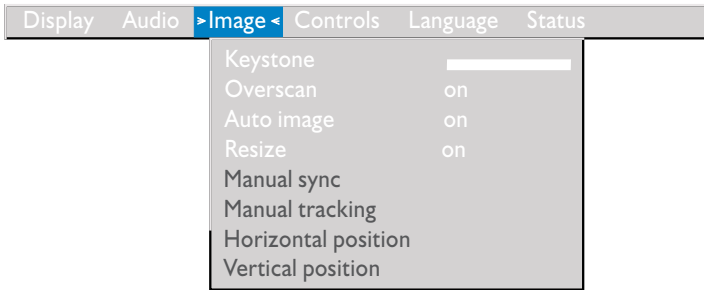 Display Audio >Image< Controls Language Status
Keystone
Overscan on
Auto image on
Resize on
Manual sync
Manual tracking
Horizontal position
Vertical position